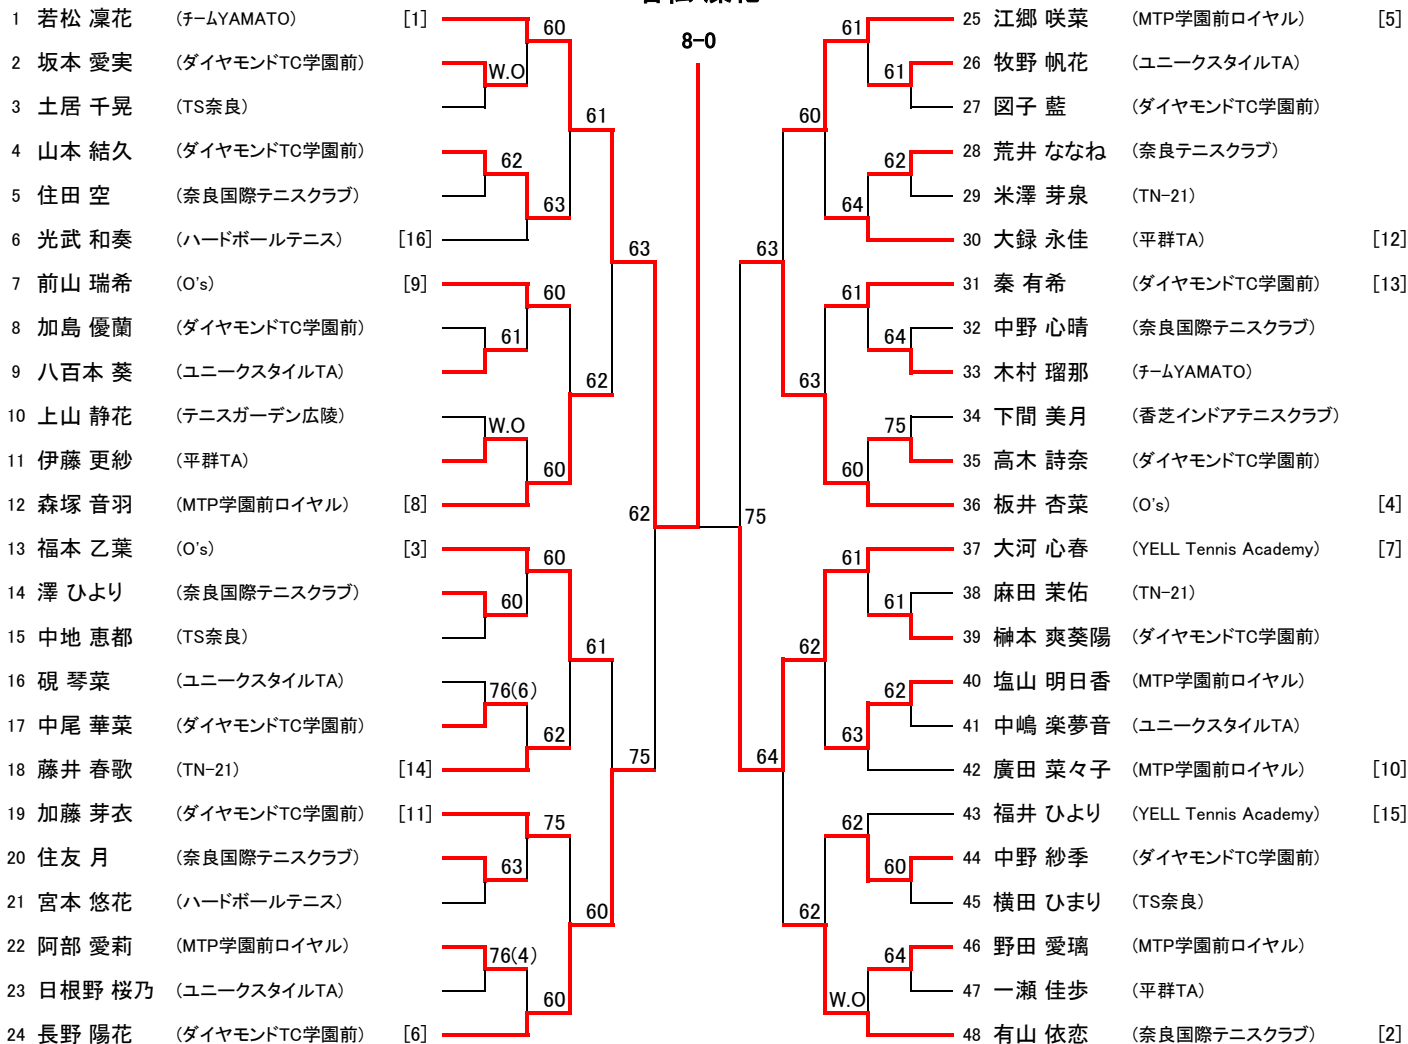 8-0
1 若松 凜花 (チームYAMATO) [1]
2 坂本 愛実 (ダイヤモンドTC学園前)
3 土居 千晃 (TS奈良)
4 山本 結久 (ダイヤモンドTC学園前)
5 住田 空 (奈良国際テニスクラブ)
6 光武 和奏 (ハードボールテニス) [16]
7 前山 瑞希 (O's) [9]
8 加島 優蘭 (ダイヤモンドTC学園前)
9 八百本 葵 (ユニークスタイルTA)
10 上山 静花 (テニスガーデン広陵)
11 伊藤 更紗 (平群TA)
12 森塚 音羽 (MTP学園前ロイヤル) [8]
13 福本 乙葉 (O's) [3]
14 澤 ひより (奈良国際テニスクラブ)
15 中地 恵都 (TS奈良)
16 硯 琴菜 (ユニークスタイルTA)
17 中尾 華菜 (ダイヤモンドTC学園前)
18 藤井 春歌 (TN-21) [14]
19 加藤 芽衣 (ダイヤモンドTC学園前) [11]
20 住友 月 (奈良国際テニスクラブ)
21 宮本 悠花 (ハードボールテニス)
22 阿部 愛莉 (MTP学園前ロイヤル)
23 日根野 桜乃 (ユニークスタイルTA)
24 長野 陽花 (ダイヤモンドTC学園前) [6]
W.O
62
61
W.O
60
76(6)
63
76(4)
60
63
60
60
60
62
75
60
61
62
61
60
63
75
62
75
63
64
60
63
62
62
61
64
61
60
61
63
62
W.O
61
62
64
75
61
62
60
64
25 江郷 咲菜 (MTP学園前ロイヤル) [5]
26 牧野 帆花 (ユニークスタイルTA)
27 図子 藍 (ダイヤモンドTC学園前)
28 荒井 ななね (奈良テニスクラブ)
29 米澤 芽泉 (TN-21)
30 大録 永佳 (平群TA) [12]
31 秦 有希 (ダイヤモンドTC学園前) [13]
32 中野 心晴 (奈良国際テニスクラブ)
33 木村 瑠那 (チームYAMATO)
34 下間 美月 (香芝インドアテニスクラブ)
35 高木 詩奈 (ダイヤモンドTC学園前)
36 板井 杏菜 (O's) [4]
37 大河 心春 (YELL Tennis Academy) [7]
38 麻田 茉佑 (TN-21)
39 榊本 爽葵陽 (ダイヤモンドTC学園前)
40 塩山 明日香 (MTP学園前ロイヤル)
41 中嶋 楽夢音 (ユニークスタイルTA)
42 廣田 菜々子 (MTP学園前ロイヤル) [10]
43 福井 ひより (YELL Tennis Academy) [15]
44 中野 紗季 (ダイヤモンドTC学園前)
45 横田 ひまり (TS奈良)
46 野田 愛璃 (MTP学園前ロイヤル)
47 一瀬 佳歩 (平群TA)
48 有山 依恋 (奈良国際テニスクラブ) [2]